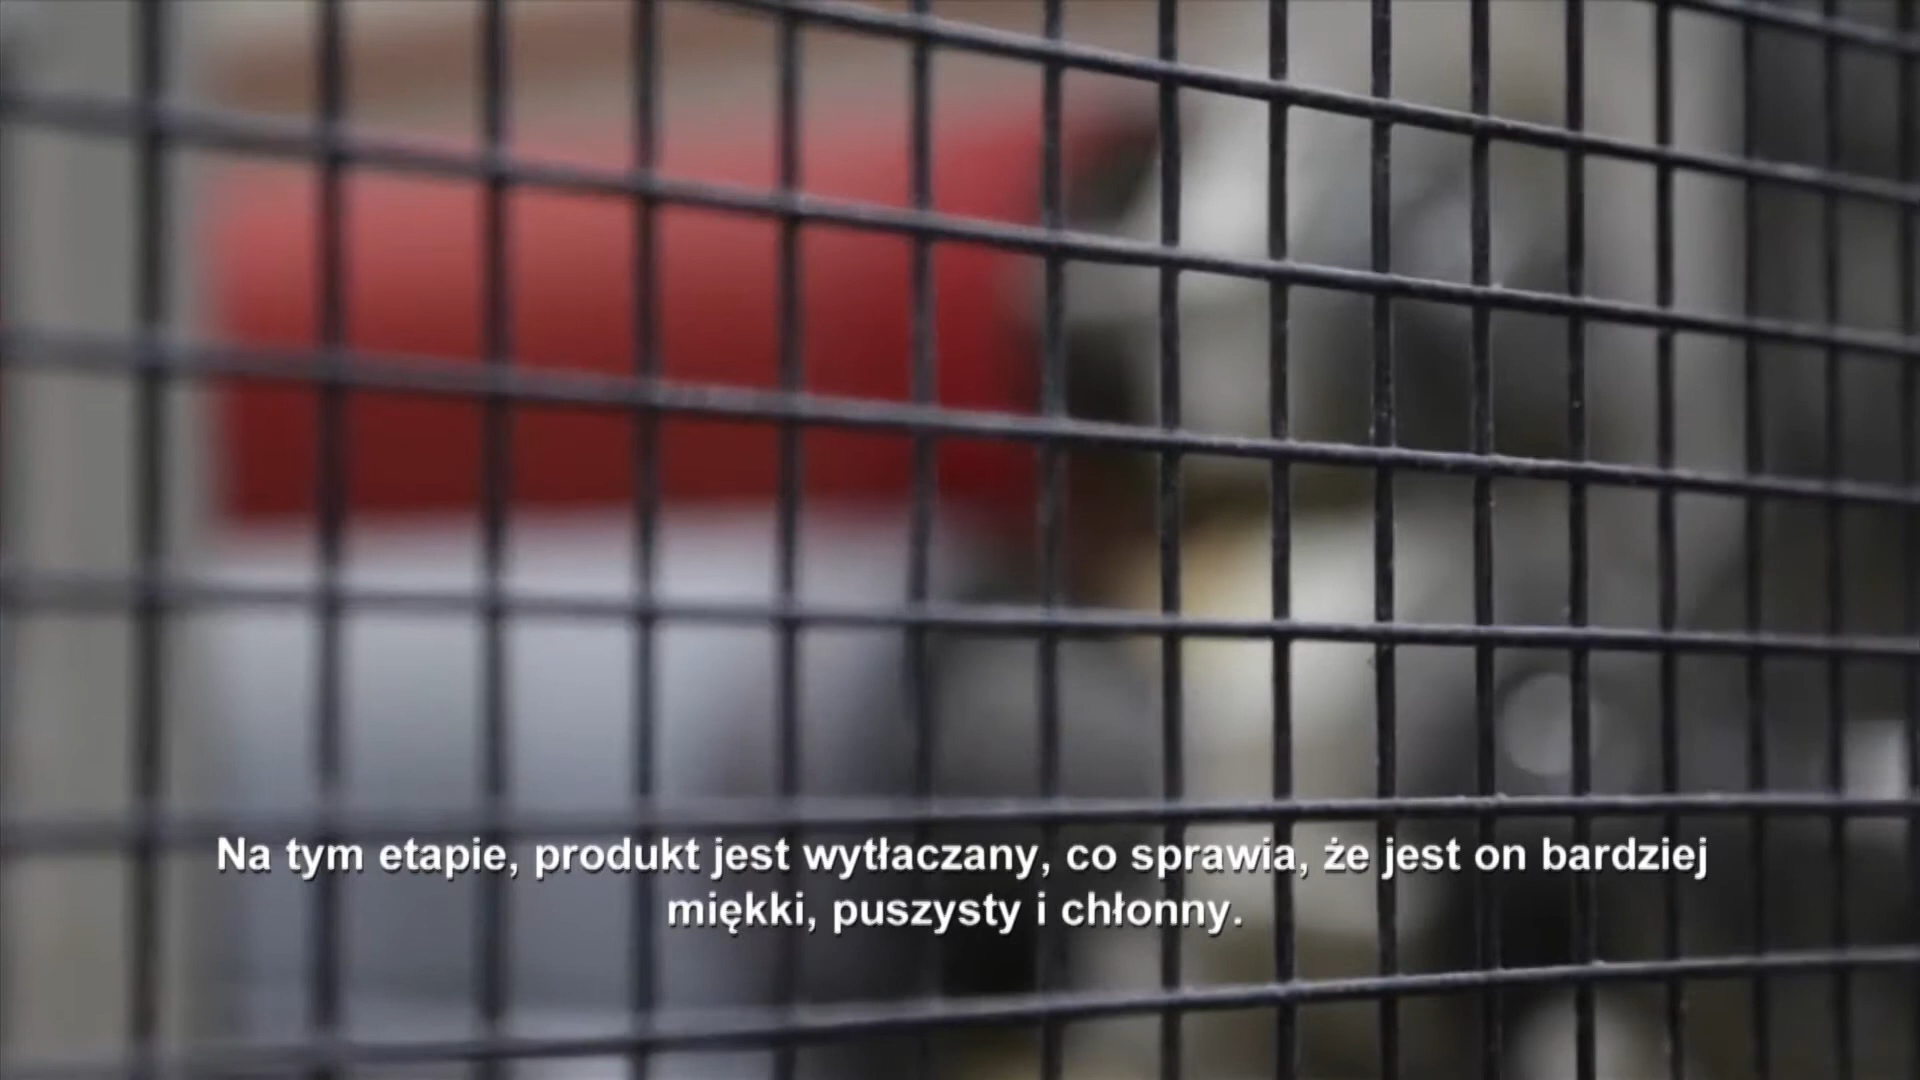 Na tym etapie, produkt jest wytłaczany, co sprawia, że jest on bardziej
miękki, puszysty i chłonny.